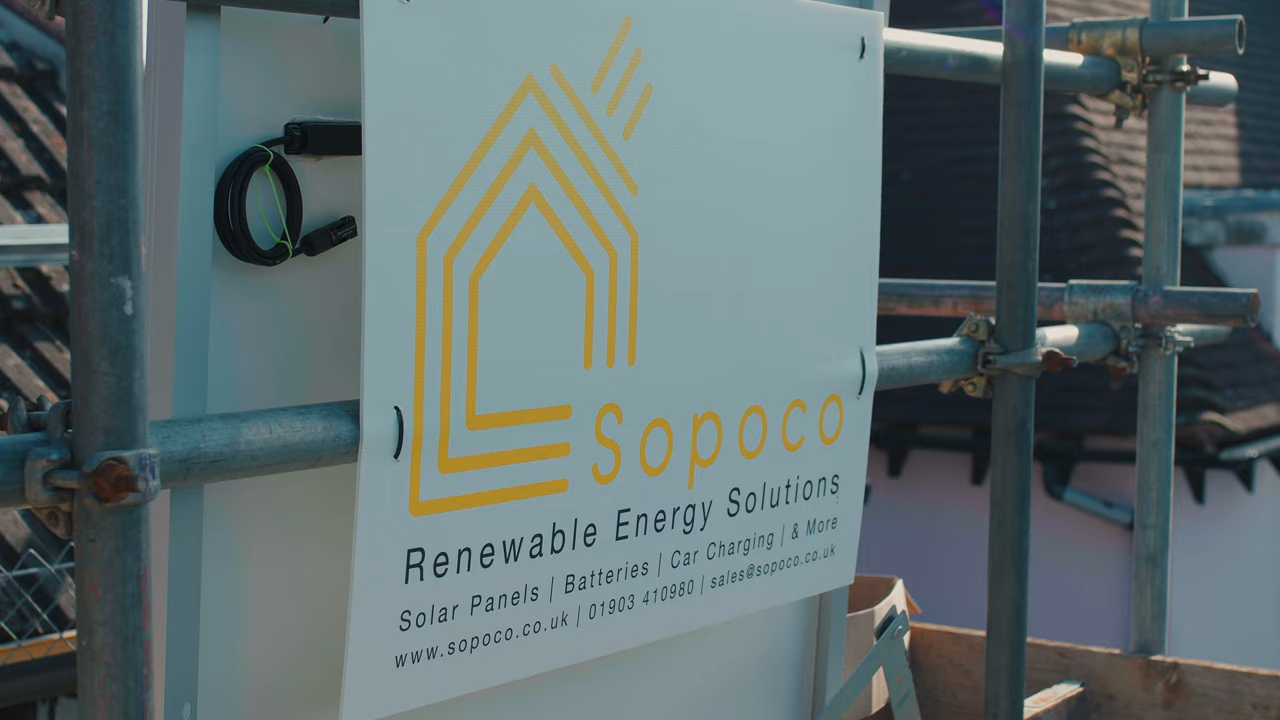 Sopoco
Renewable Energy Solutions
Solar Panels | Batteries | Car Charging | & More
www.sopoco.co.uk | 01903 410980 | sales@sopoco.co.uk